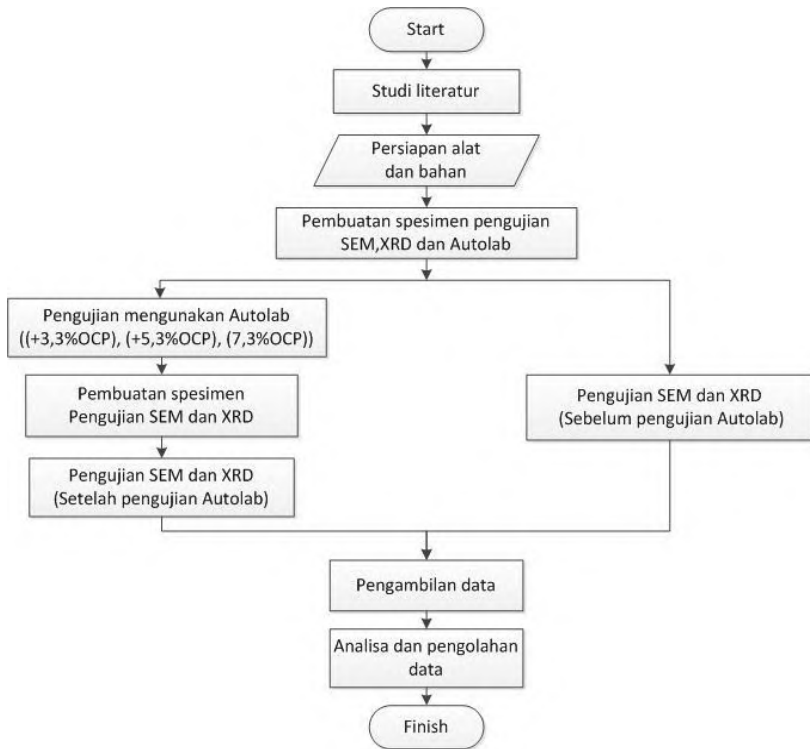 Start
Studi literatur
Persiapan alat
dan bahan
Pembuatan spesimen pengujian
SEM,XRD dan Autolab
Pengujian mengunakan Autolab
((+3,3%OCP), (+5,3%OCP), (7,3%OCP))
Pembuatan spesimen
Pengujian SEM dan XRD
Pengujian SEM dan XRD
(Setelah pengujian Autolab)
Pengujian SEM dan XRD
(Sebelum pengujian Autolab)
Pengambilan data
Analisa dan pengolahan
data
Finish